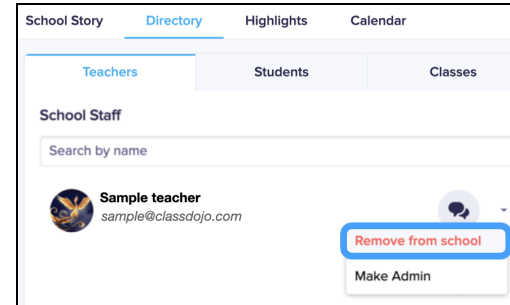 School Story Directory Highlights Calendar
Teachers Students Classes
School Staff
Search by name
Sample teacher
sample@classdojo.com
Remove from school
Make Admin